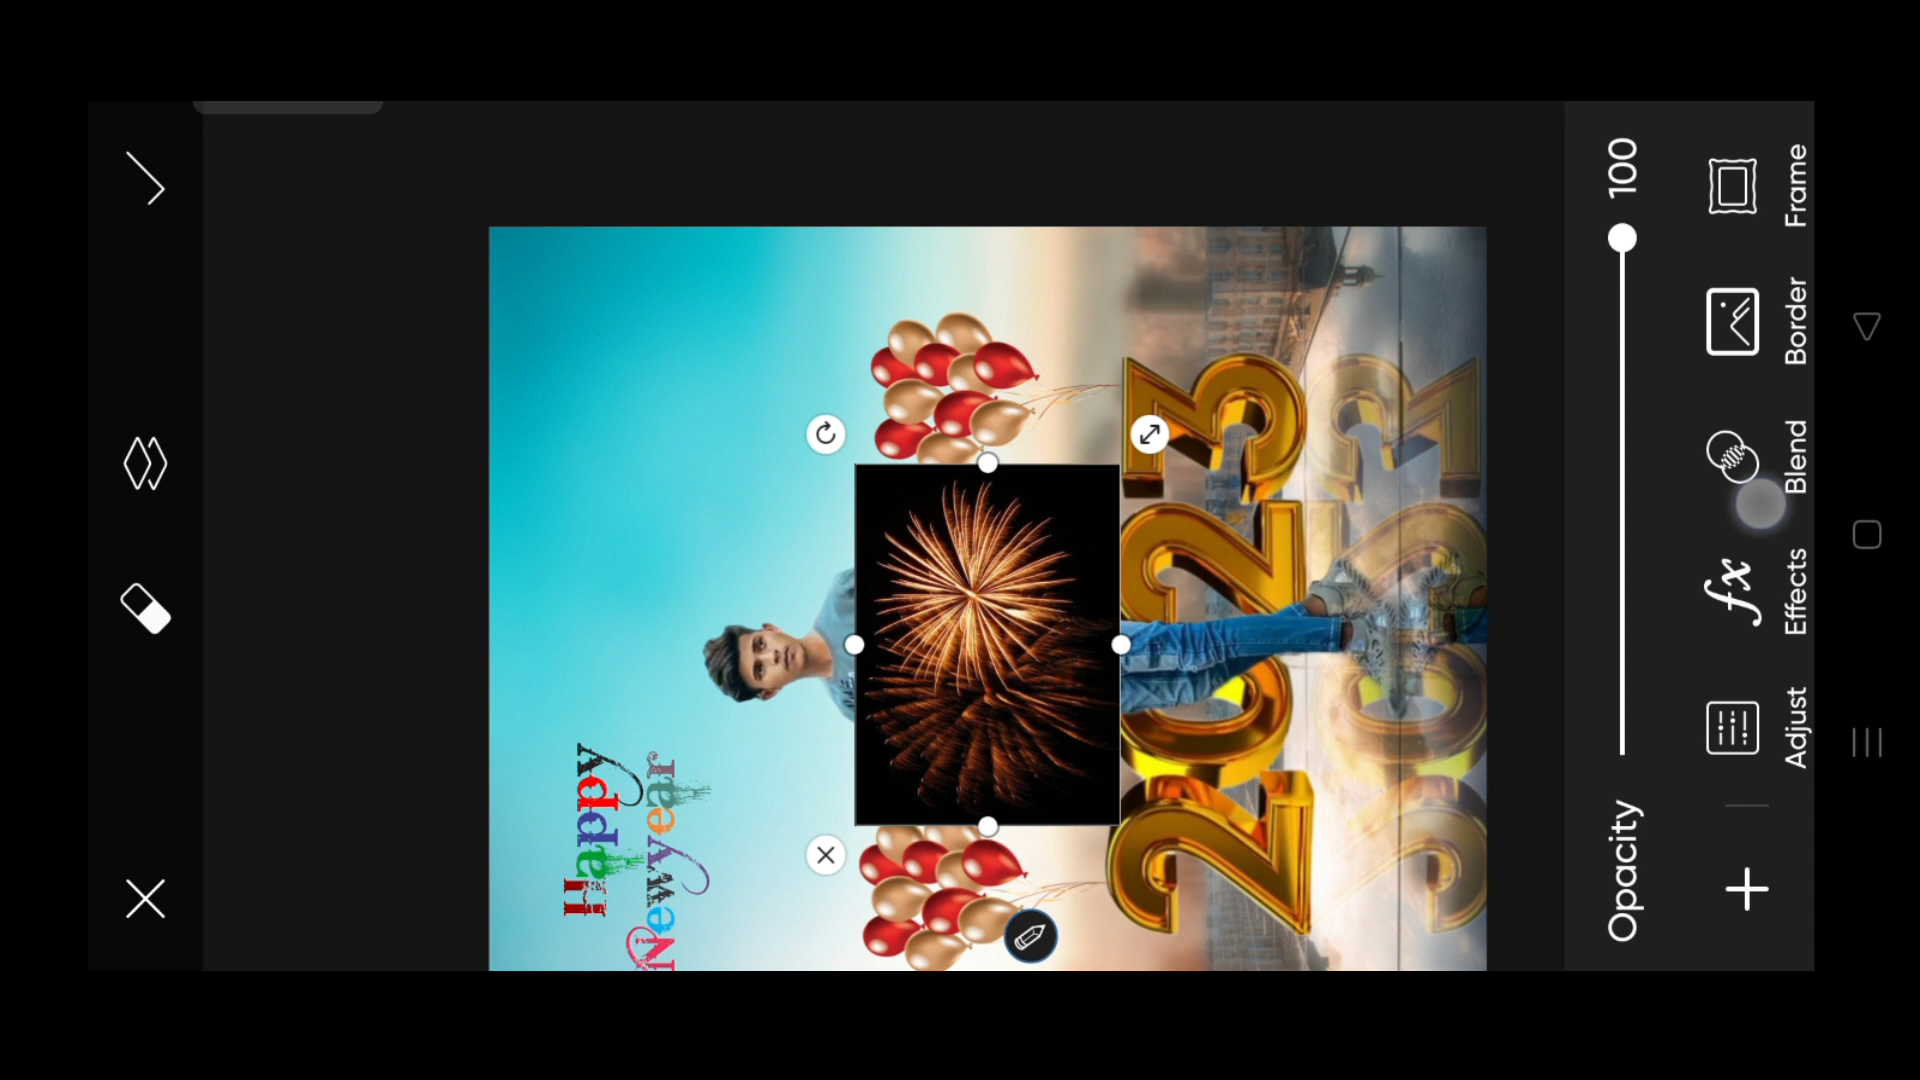 Happy
Newyear
2023
Opacity
100
Adjust
Effects
Blend
Border
Frame